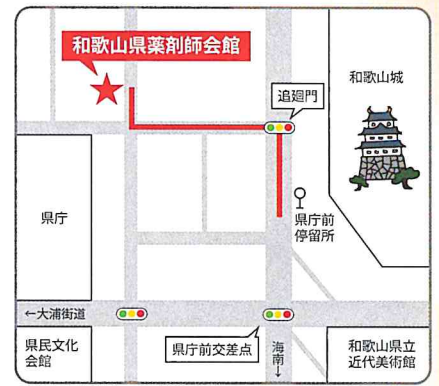 和歌山県薬剤師会館
和歌山城
追廻門
県庁前
停留所
県庁
←大浦街道
県民文化
会館
県庁前交差点
海南↓
和歌山県立
近代美術館